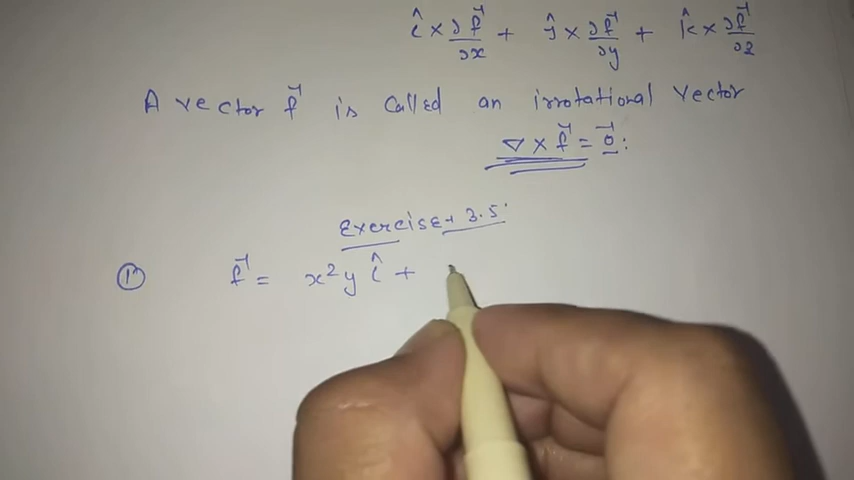 î × ∂f⃗/∂x + ĵ × ∂f⃗/∂y + k̂ × ∂f⃗/∂z
A vector f⃗ is called an irrotational vector
∇ × f⃗ = 0⃗ :
Exercise + 3.5
① f⃗ = x²y î +